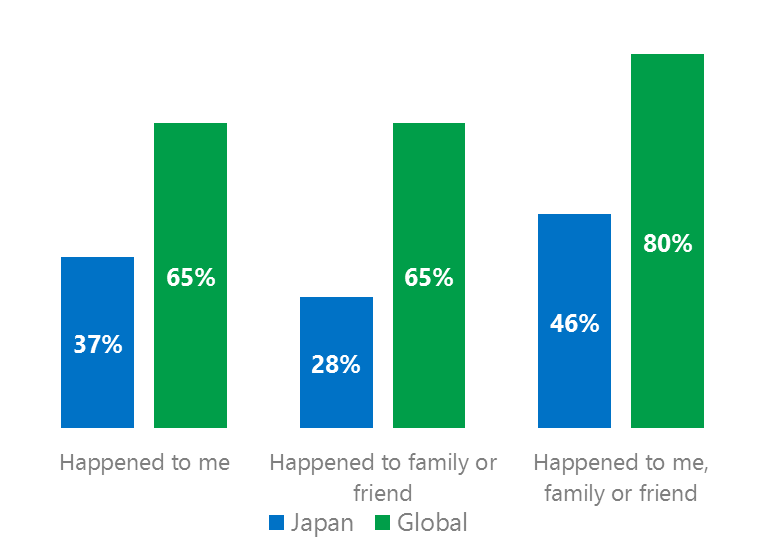 65%
65%
80%
37%
28%
46%
Happened to me
Happened to family or
friend
Happened to me,
family or friend
Japan Global